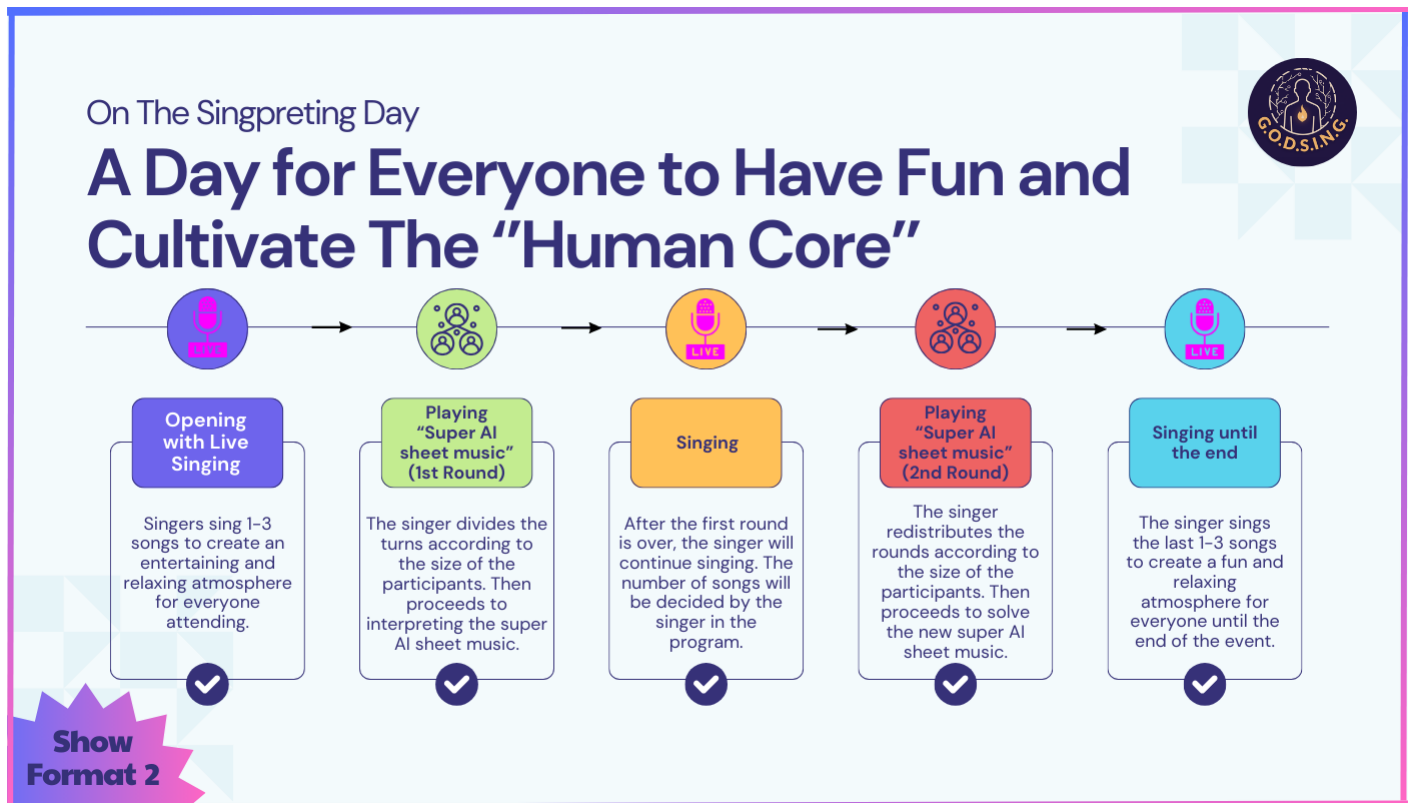 On The Singpreting Day
A Day for Everyone to Have Fun and
Cultivate The “Human Core”
G.O.D.S.I.N.G.
LIVE
LIVE
LIVE
Opening
with Live
Singing
Singers sing 1-3
songs to create an
entertaining and
relaxing atmosphere
for everyone
attending.
Playing
“Super AI
sheet music”
(1st Round)
The singer divides the
turns according to
the size of the
participants. Then
proceeds to
interpreting the super
AI sheet music.
Singing
After the first round
is over, the singer will
continue singing. The
number of songs will
be decided by the
singer in the
program.
Playing
“Super AI
sheet music”
(2nd Round)
The singer
redistributes the
rounds according to
the size of the
participants. Then
proceeds to solve
the new super AI
sheet music.
Singing until
the end
The singer sings
the last 1-3 songs
to create a fun and
relaxing
atmosphere for
everyone until the
end of the event.
Show
Format 2